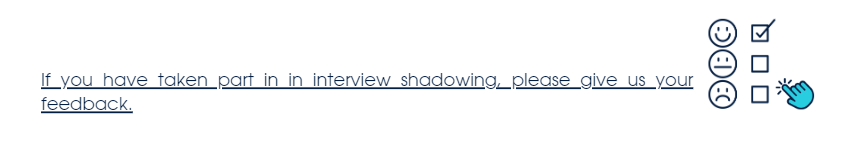 If you have taken part in in interview shadowing, please give us your
feedback.